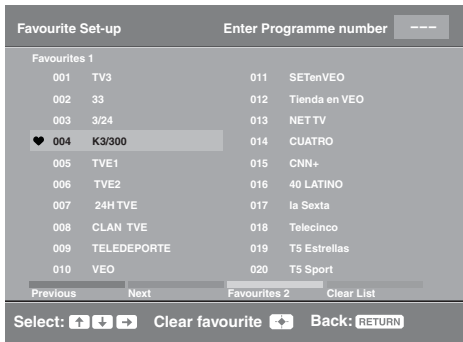 Favourite Set-up Enter Programme number ---
Favourites 1
001 TV3
002 33
003 3/24
004 K3/300
005 TVE1
006 TVE2
007 24H TVE
008 CLAN TVE
009 TELEDEPORTE
010 VEO
011 SETenVEO
012 Tienda en VEO
013 NET TV
014 CUATRO
015 CNN+
016 40 LATINO
017 la Sexta
018 Telecinco
019 T5 Estrellas
020 T5 Sport
Previous Next Favourites 2 Clear List
Select: Clear favourite Back: RETURN